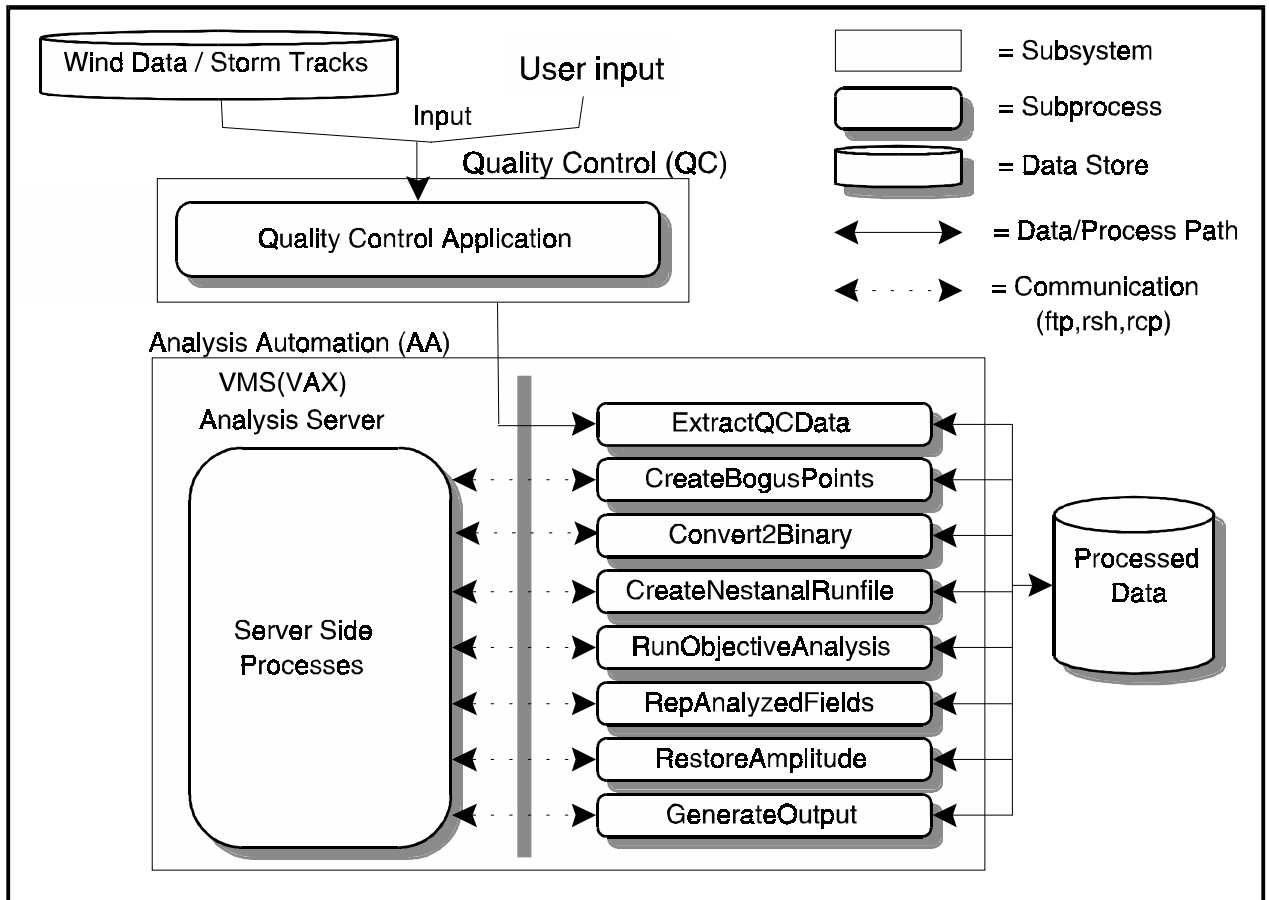 Wind Data / Storm Tracks
User input
Input
Quality Control (QC)
Quality Control Application
= Subsystem
= Subprocess
= Data Store
= Data/Process Path
= Communication
(ftp,rsh,rcp)
Analysis Automation (AA)
VMS(VAX)
Analysis Server
Server Side
Processes
ExtractQCData
CreateBogusPoints
Convert2Binary
CreateNestanalRunfile
RunObjectiveAnalysis
RepAnalyzedFields
RestoreAmplitude
GenerateOutput
Processed
Data